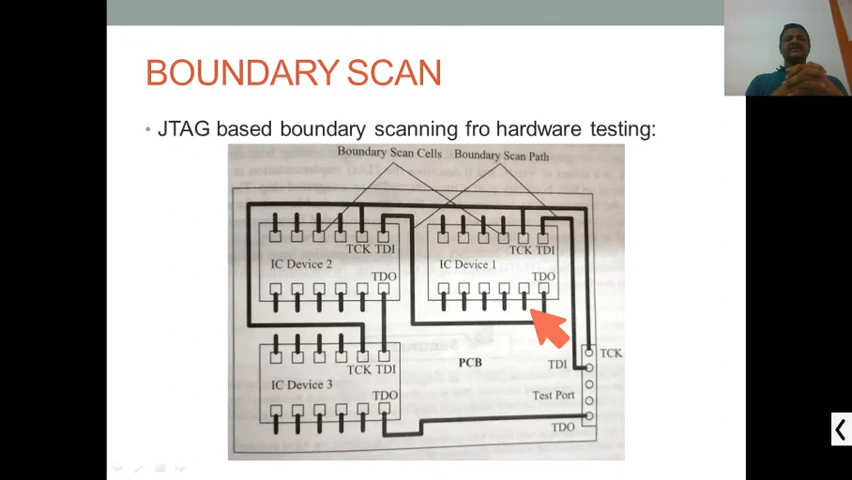 BOUNDARY SCAN
• JTAG based boundary scanning fro hardware testing:
Boundary Scan Cells Boundary Scan Path
TCK TDI
TCK TDI
IC Device 2
IC Device 1
TDO
TDO
TCK
PCB
TDI
TCK TDI
IC Device 3
TDO
Test Port
TDO